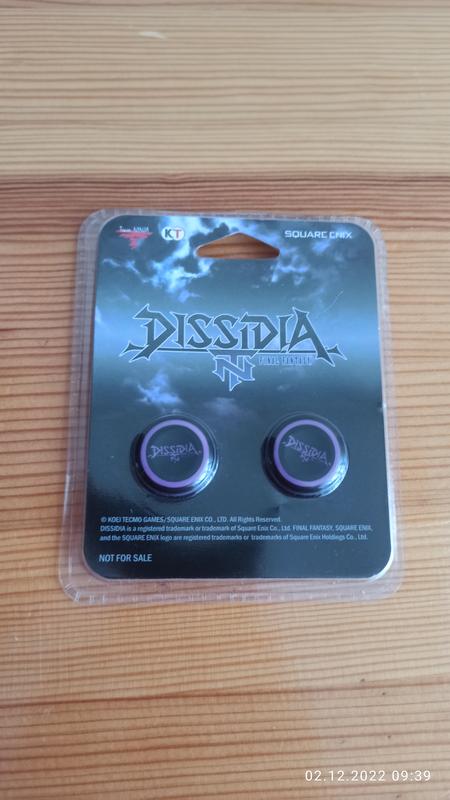 Team NINJA
KT
SQUARE ENIX
DISSIDIA
NT
FINAL FANTASY
DISSIDIA
NT
DISSIDIA
NT
© KOEI TECMO GAMES/SQUARE ENIX CO., LTD. All Rights Reserved.
DISSIDIA is a registered trademark or trademark of Square Enix Co., Ltd. FINAL FANTASY, SQUARE ENIX,
and the SQUARE ENIX logo are registered trademarks or trademarks of Square Enix Holdings Co., Ltd.
NOT FOR SALE
02.12.2022 09:39